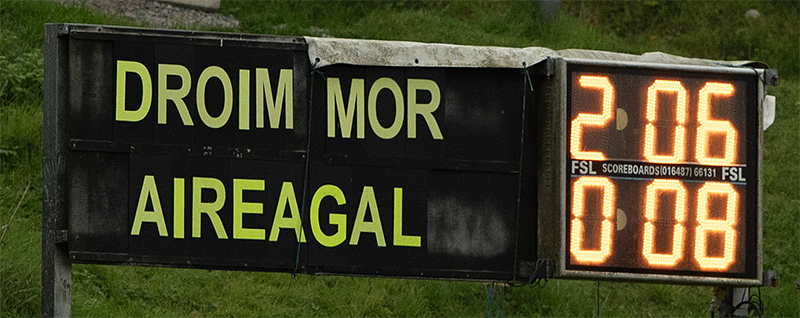 DROIM MOR 2 06
FSL SCOREBOARDS (016487) 66131 FSL
AIREAGAL 0 08